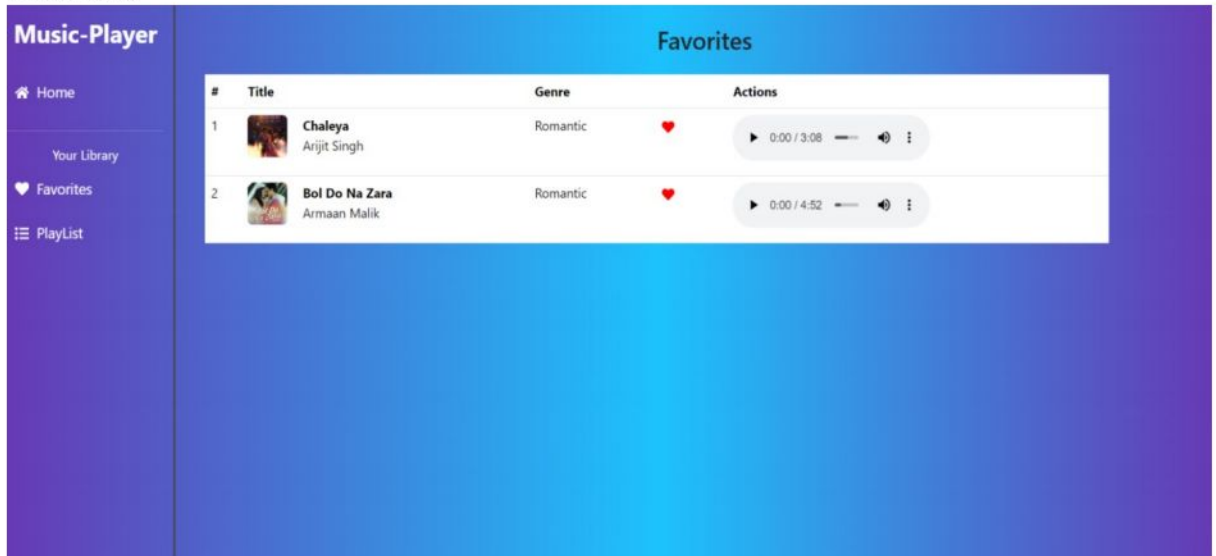 Music-Player
Home
Your Library
Favorites
PlayList
Favorites
# Title Genre Actions
1 Chaleya Romantic 0:00 / 3:08
Arijit Singh
2 Bol Do Na Zara Romantic 0:00 / 4:52
Armaan Malik